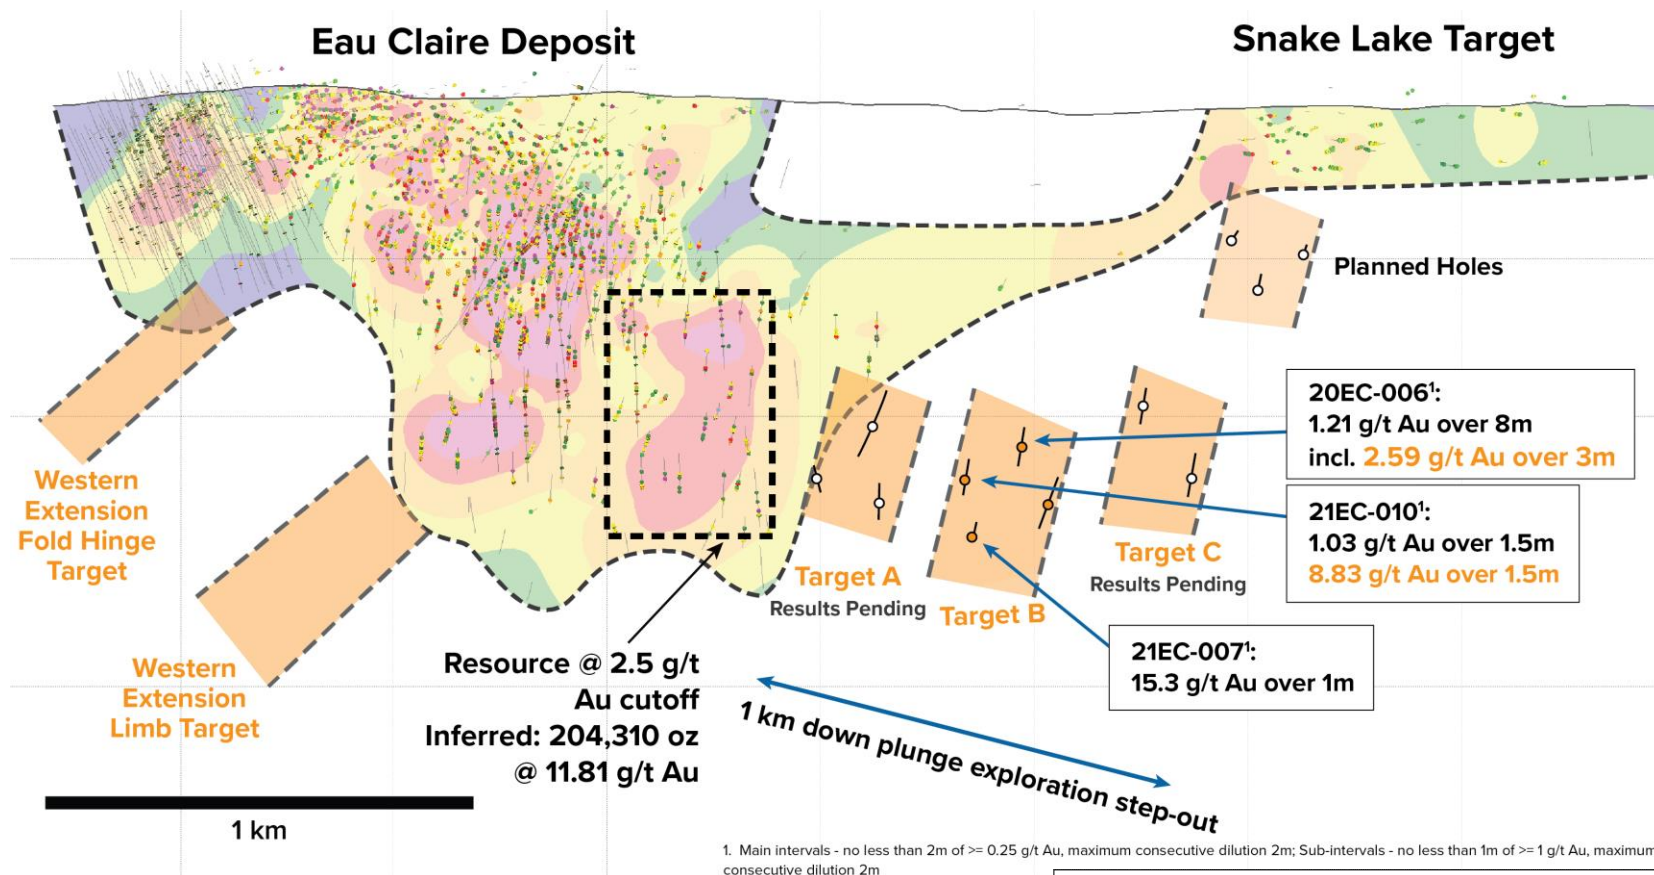 Eau Claire Deposit
Snake Lake Target
Planned Holes
20EC-006¹:
1.21 g/t Au over 8m
incl. 2.59 g/t Au over 3m
21EC-010¹:
1.03 g/t Au over 1.5m
8.83 g/t Au over 1.5m
Western
Extension
Fold Hinge
Target
Target A
Results Pending
Target B
Target C
Results Pending
21EC-007¹:
15.3 g/t Au over 1m
Western
Extension
Limb Target
Resource @ 2.5 g/t
Au cutoff
Inferred: 204,310 oz
@ 11.81 g/t Au
1 km down plunge exploration step-out
1 km
1. Main intervals - no less than 2m of >= 0.25 g/t Au, maximum consecutive dilution 2m; Sub-intervals - no less than 1m of >= 1 g/t Au, maximum
consecutive dilution 2m